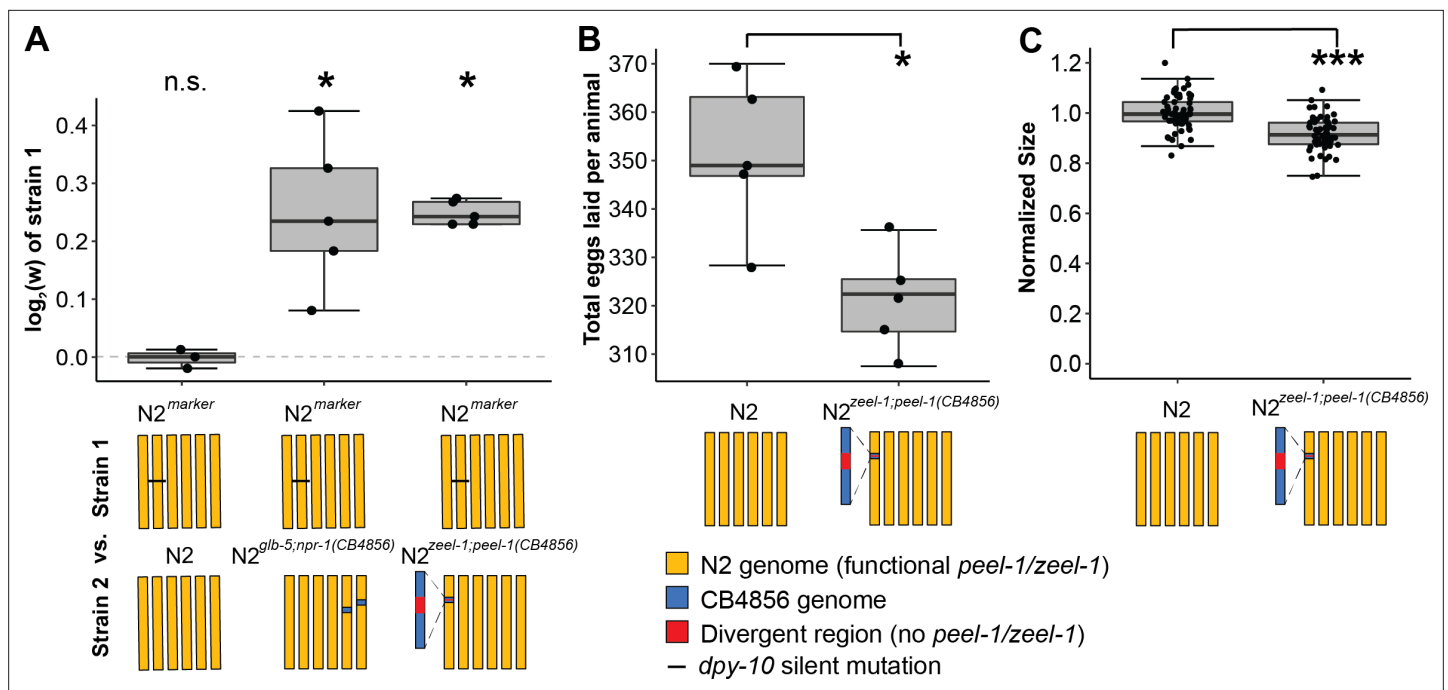 A
n.s.
*
*
log₂(w) of strain 1
0.4
0.3
0.2
0.1
0.0
N2marker
N2marker
N2marker
Strain 1
vs.
Strain 2
N2
N2glb-5;npr-1(CB4856)
N2zeel-1;peel-1(CB4856)
B
*
Total eggs laid per animal
370
360
350
340
330
320
310
N2
N2zeel-1;peel-1(CB4856)
C
***
Normalized Size
1.2
1.0
0.8
0.6
0.4
0.2
0.0
N2
N2zeel-1;peel-1(CB4856)
N2 genome (functional peel-1/zeel-1)
CB4856 genome
Divergent region (no peel-1/zeel-1)
dpy-10 silent mutation